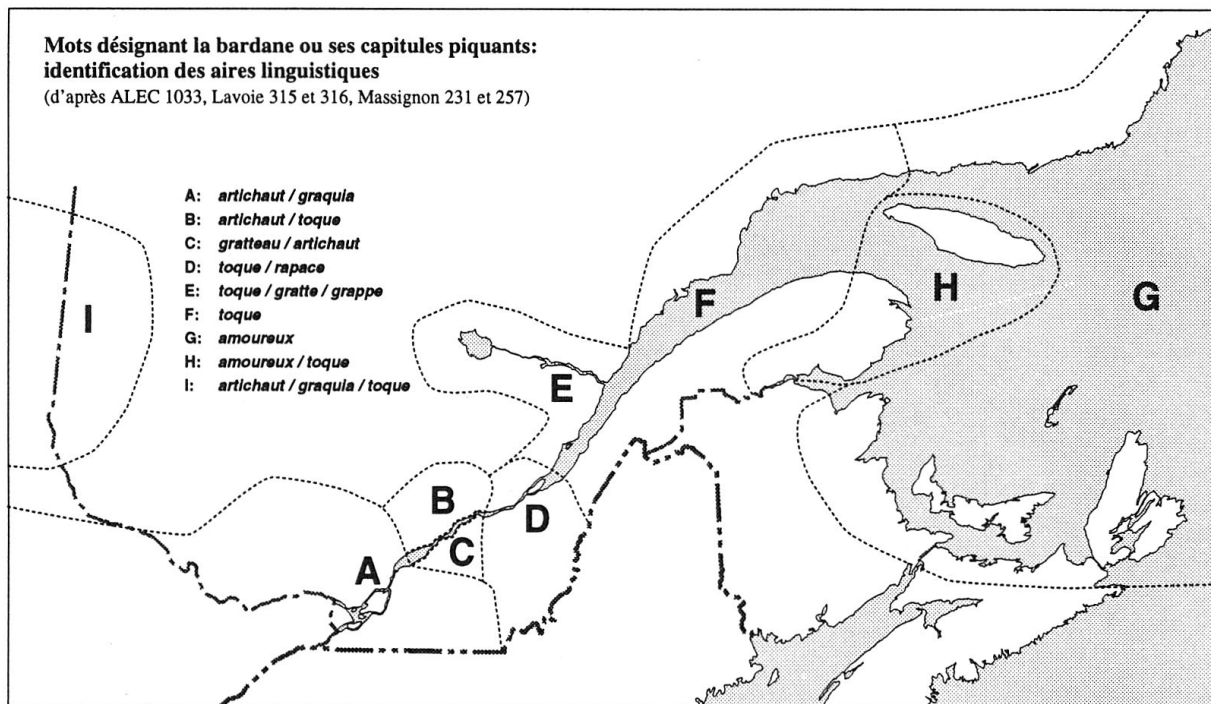 Mots désignant la bardane ou ses capitules piquants:
identification des aires linguistiques
(d'après ALEC 1033, Lavoie 315 et 316, Massignon 231 et 257)
A: artichaut / graquia
B: artichaut / toque
C: gratteau / artichaut
D: toque / rapace
E: toque / gratte / grappe
F: toque
G: amoureux
H: amoureux / toque
I: artichaut / graquia / toque
H
G
F
I
E
B
D
C
A